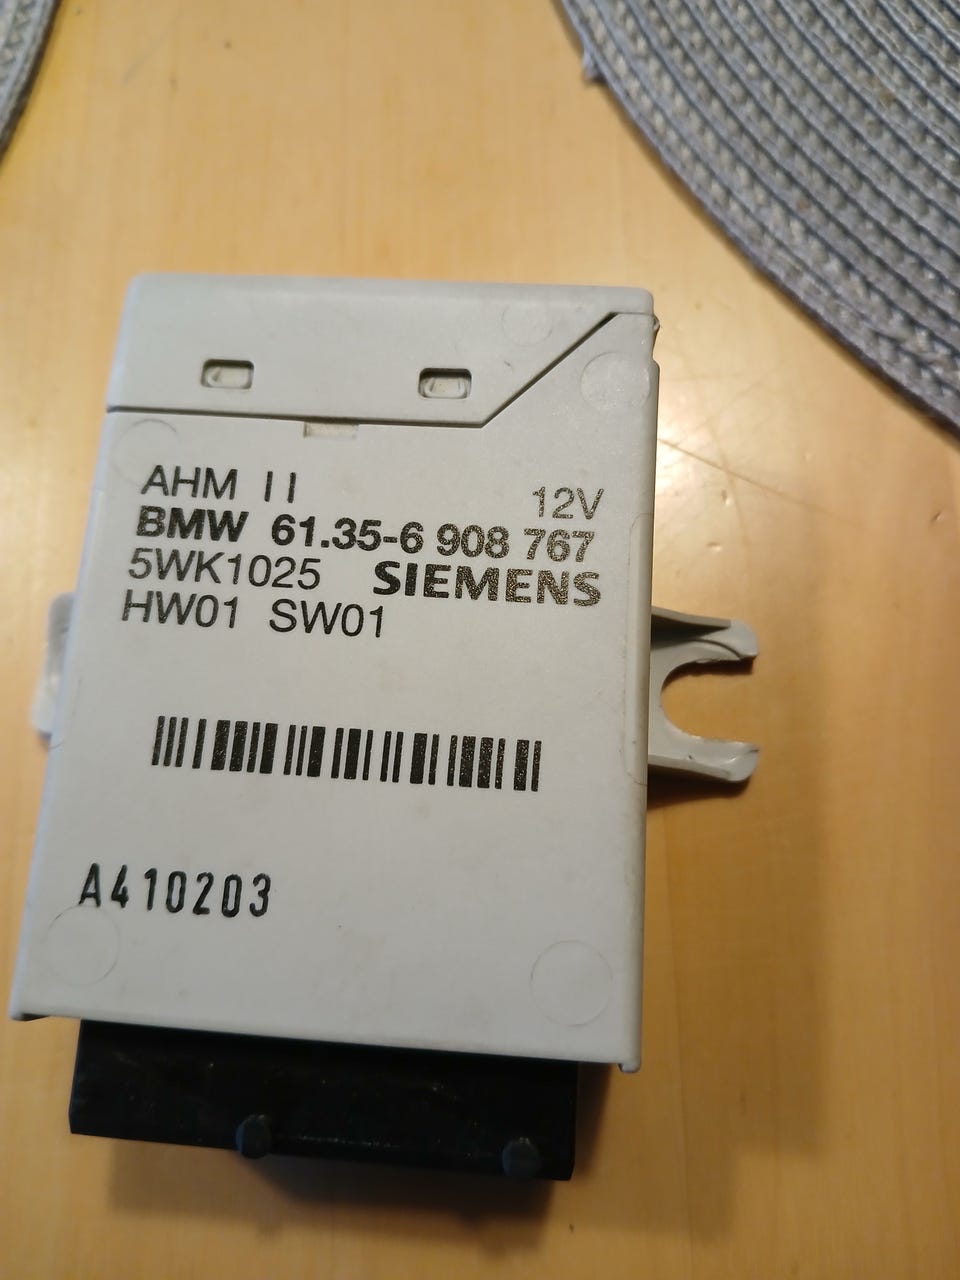 AHM II
12V
BMW 61.35-6 908 767
5WK1025 SIEMENS
HW01 SW01
A410203